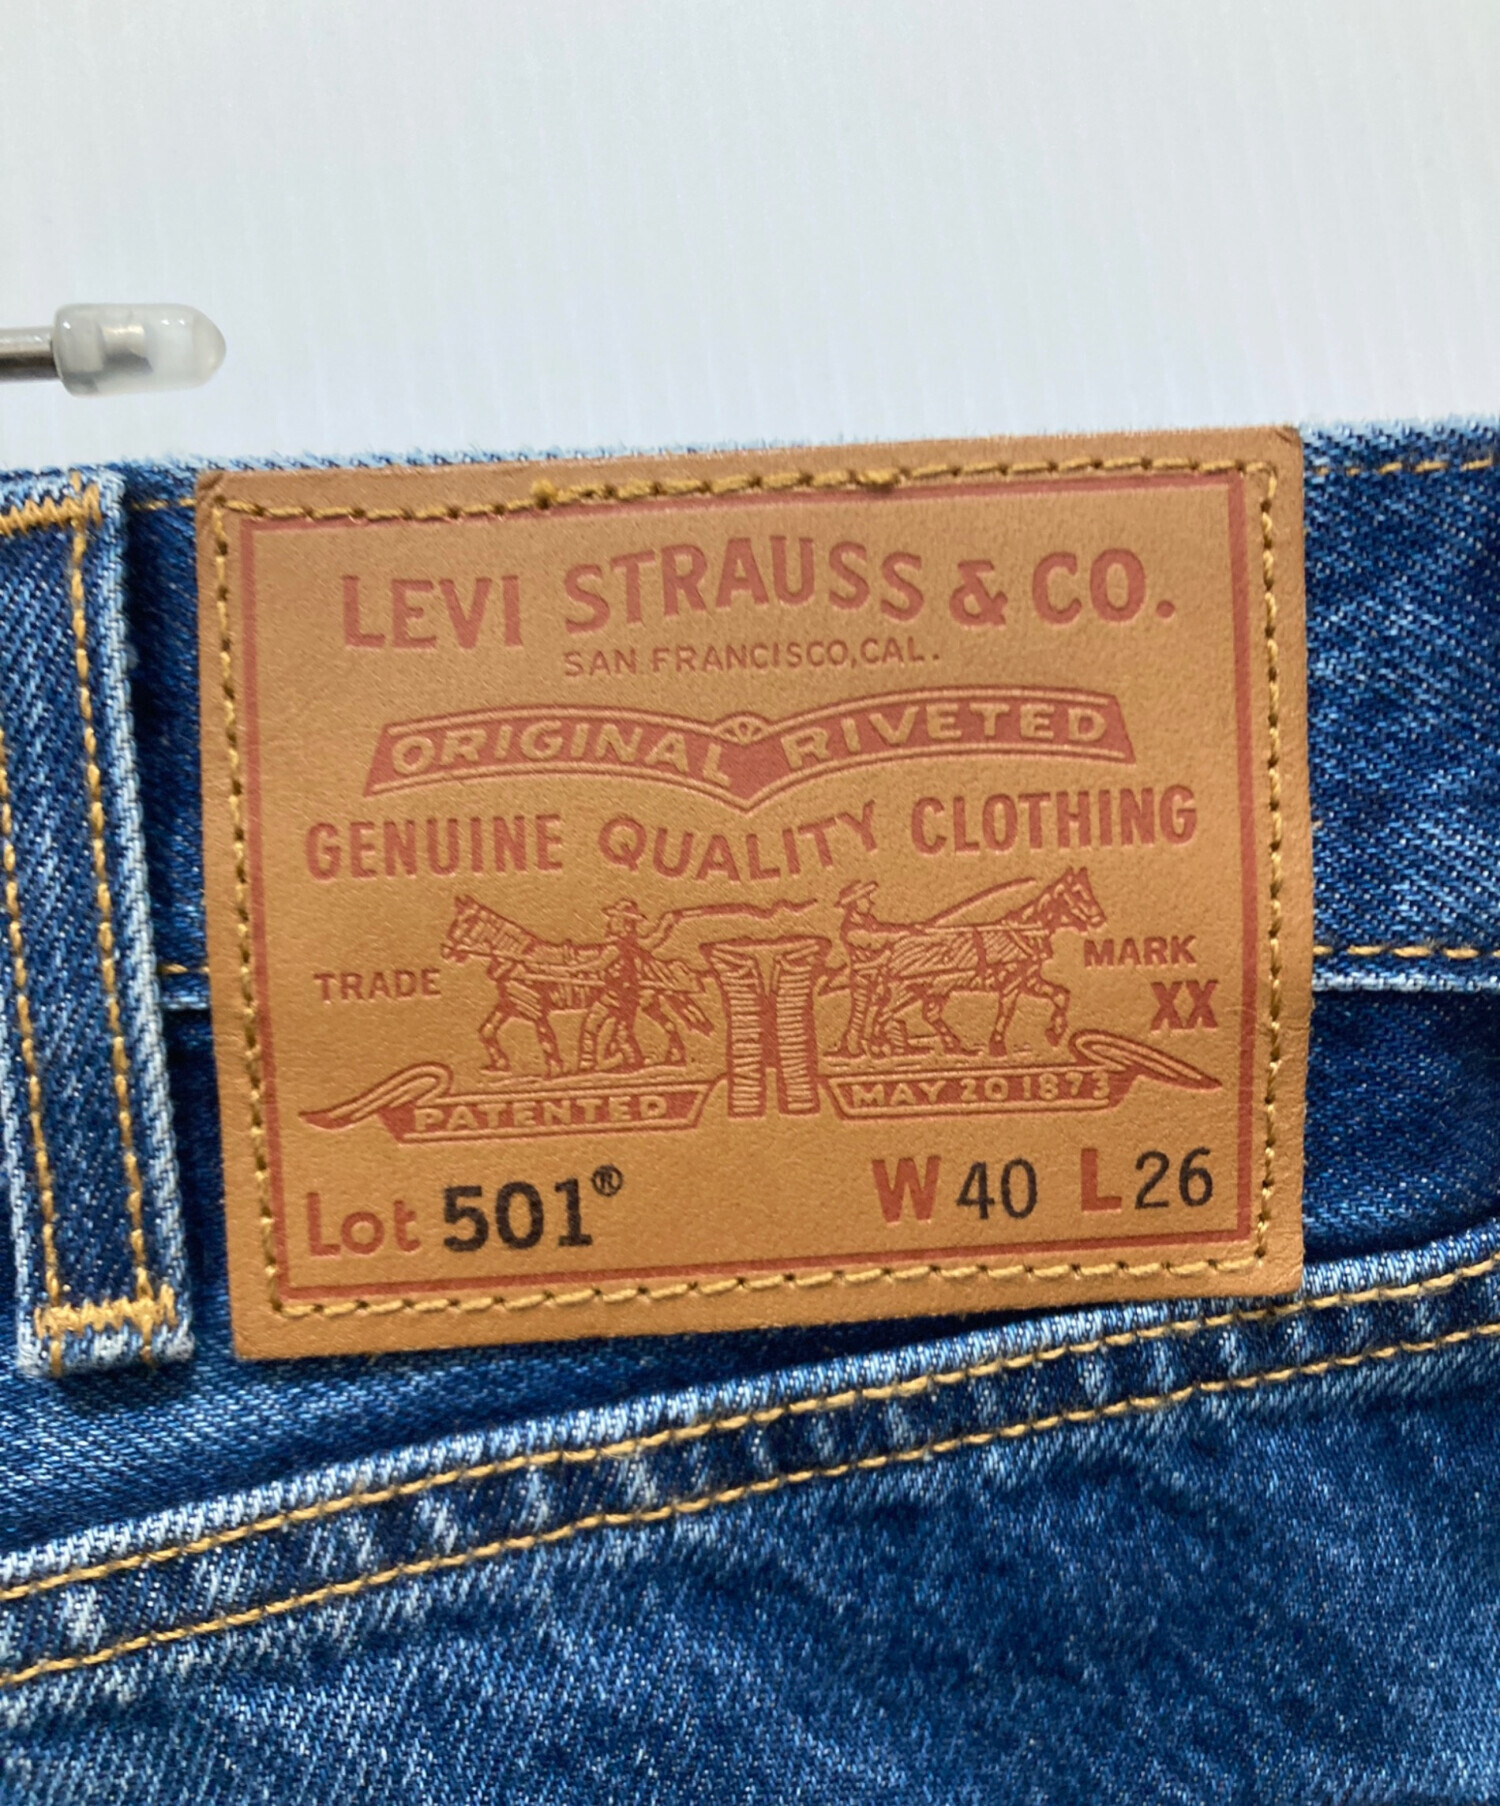 LEVI STRAUSS & CO.
SAN FRANCISCO, CAL.
ORIGINAL RIVETED
GENUINE QUALITY CLOTHING
TRADE MARK
XX
PATENTED MAY 20 1873
Lot 501® W 40 L 26